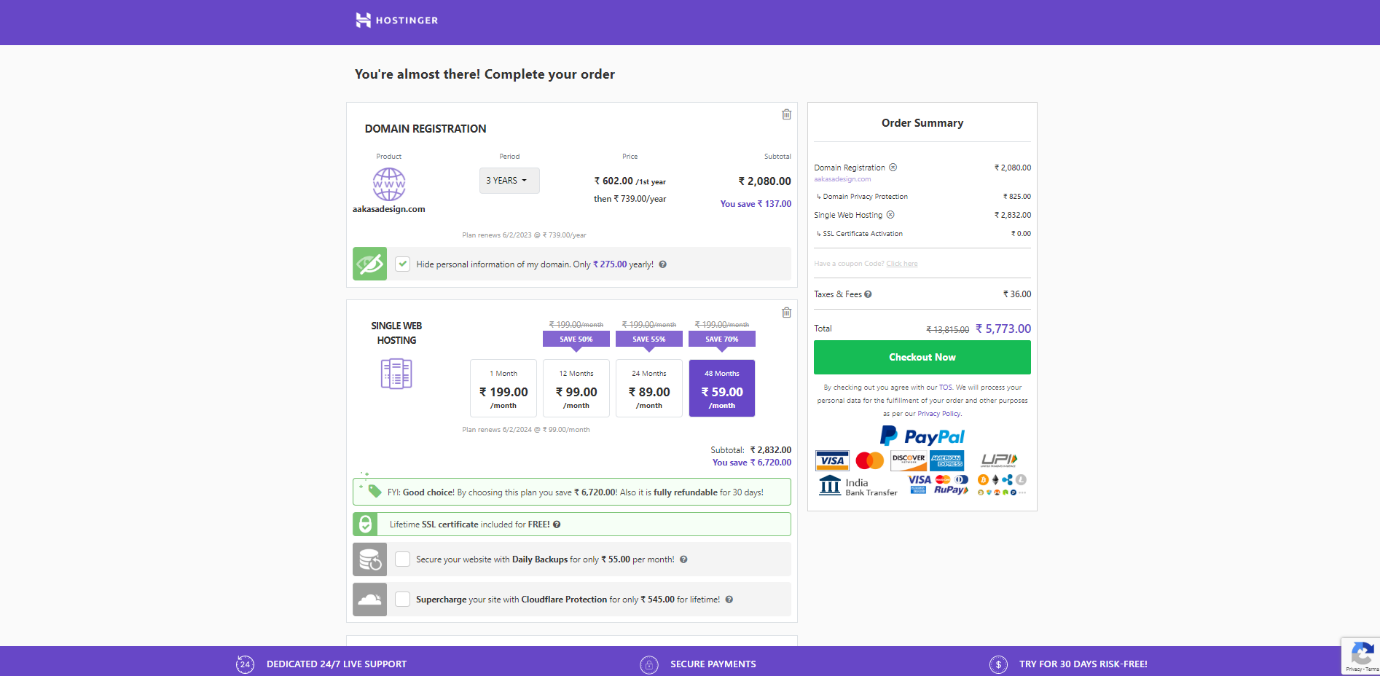 HOSTINGER
You're almost there! Complete your order
DOMAIN REGISTRATION
Product Period Price Subtotal
WWW
aakasadesign.com
3 YEARS
₹ 602.00 /1st year
then ₹ 739.00/year
₹ 2,080.00
You save ₹ 137.00
Plan renews 6/2/2023 @ ₹ 739.00/year
Hide personal information of my domain. Only ₹ 275.00 yearly!
SINGLE WEB
HOSTING
₹ 199.00/month ₹ 199.00/month ₹ 199.00/month
SAVE 50% SAVE 55% SAVE 70%
1 Month 12 Months 24 Months 48 Months
₹ 199.00 ₹ 99.00 ₹ 89.00 ₹ 59.00
/month /month /month /month
Plan renews 6/2/2024 @ ₹ 99.00/month
Subtotal: ₹ 2,832.00
You save ₹ 6,720.00
FYI: Good choice! By choosing this plan you save ₹ 6,720.00! Also it is fully refundable for 30 days!
Lifetime SSL certificate included for FREE!
Secure your website with Daily Backups for only ₹ 55.00 per month!
Supercharge your site with Cloudflare Protection for only ₹ 545.00 for lifetime!
Order Summary
Domain Registration ₹ 2,080.00
aakasadesign.com
Domain Privacy Protection ₹ 825.00
Single Web Hosting ₹ 2,832.00
SSL Certificate Activation ₹ 0.00
Have a coupon Code? Click here
Taxes & Fees ₹ 36.00
Total ₹ 13,815.00 ₹ 5,773.00
Checkout Now
By checking out you agree with our TOS. We will process your
personal data for the fulfillment of your order and other purposes
as per our Privacy Policy.
PayPal
VISA DISCOVER AMERICAN EXPRESS UPI
India
Bank Transfer
VISA
RuPay
24 DEDICATED 24/7 LIVE SUPPORT SECURE PAYMENTS $ TRY FOR 30 DAYS RISK-FREE!
Privacy - Terms